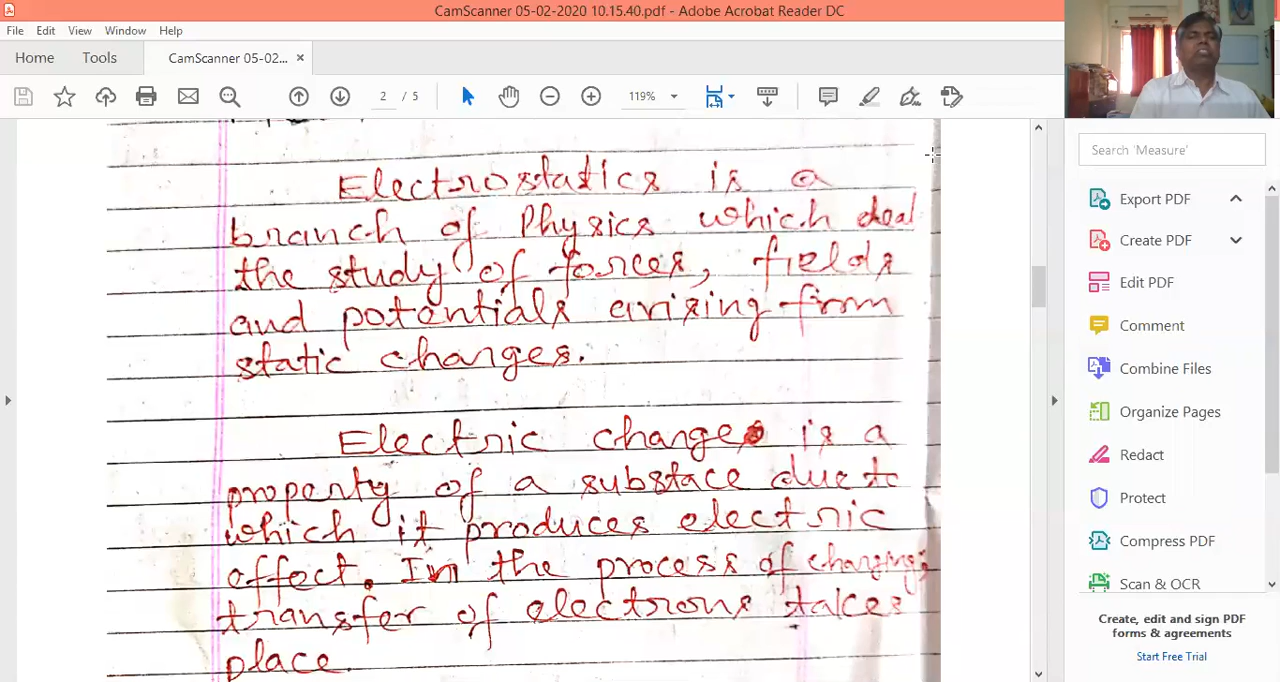 CamScanner 05-02-2020 10.15.40.pdf - Adobe Acrobat Reader DC
File Edit View Window Help
Home Tools CamScanner 05-02... ×
2 / 5 119%
Electrostatics is a
branch of Physics which deal
the study of forces, fields
and potentials arising from
static charges.
Electric charge is a
property of a substace due to
which it produces electric
affect. In the process of charging,
transfer of electrons takes
place.
Search 'Measure'
Export PDF
Create PDF
Edit PDF
Comment
Combine Files
Organize Pages
Redact
Protect
Compress PDF
Scan & OCR
Create, edit and sign PDF
forms & agreements
Start Free Trial